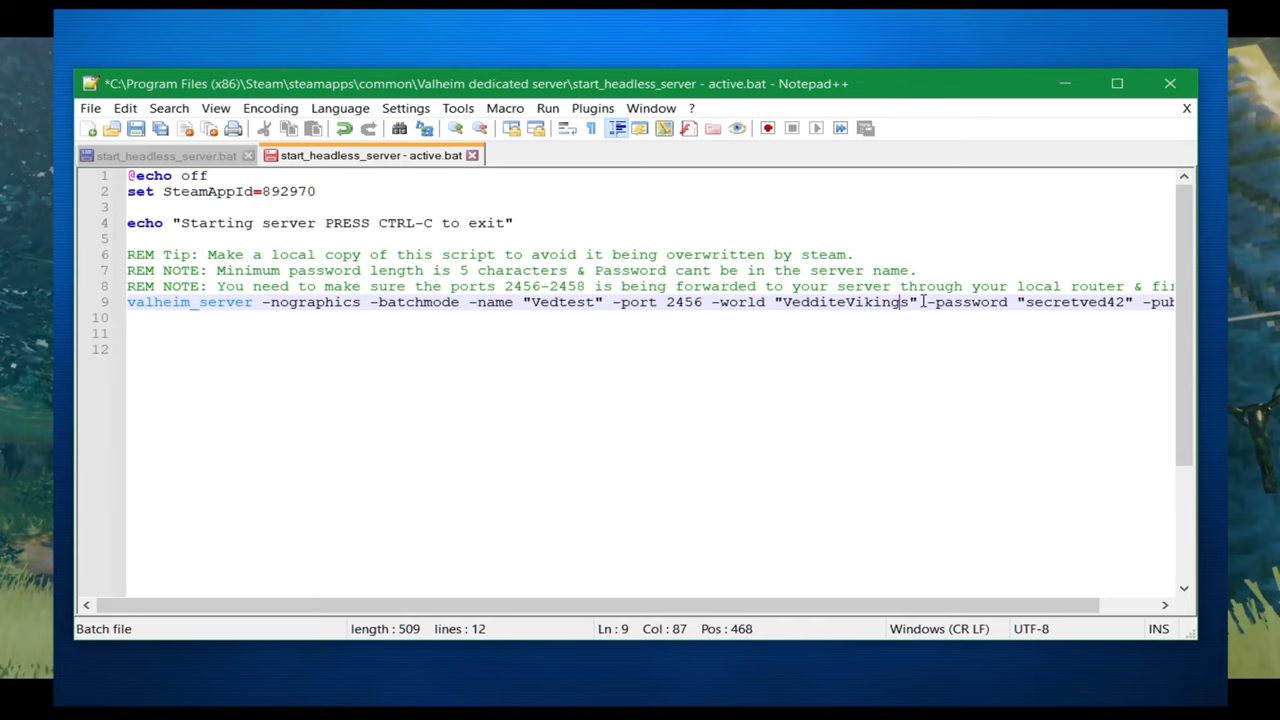 *C:\Program Files (x86)\Steam\steamapps\common\Valheim dedicated server\start_headless_server - active.bat - Notepad++
File Edit Search View Encoding Language Settings Tools Macro Run Plugins Window ? X
start_headless_server.bat start_headless_server - active.bat
1 @echo off
2 set SteamAppId=892970
3
4 echo "Starting server PRESS CTRL-C to exit"
5
6 REM Tip: Make a local copy of this script to avoid it being overwritten by steam.
7 REM NOTE: Minimum password length is 5 characters & Password cant be in the server name.
8 REM NOTE: You need to make sure the ports 2456-2458 is being forwarded to your server through your local router & fir
9 valheim_server -nographics -batchmode -name "Vedtest" -port 2456 -world "VedditeVikings" -password "secretved42" -pub
10
11
12
Batch file length : 509 lines : 12 Ln : 9 Col : 87 Pos : 468 Windows (CR LF) UTF-8 INS